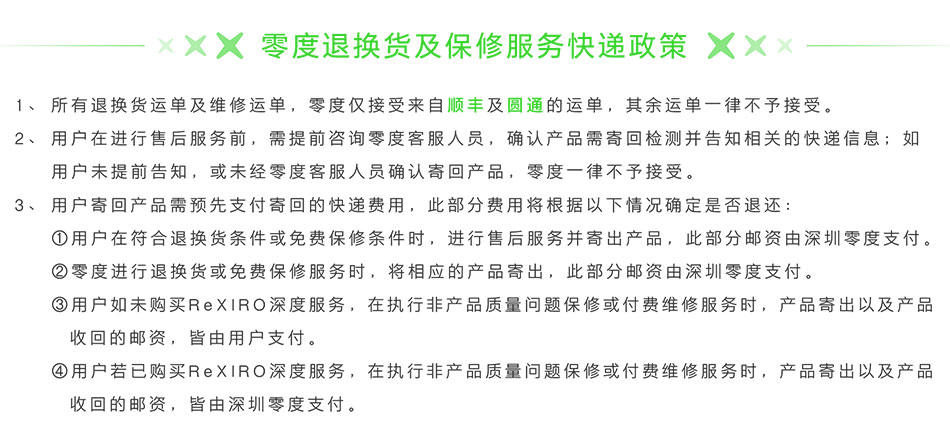 零度退换货及保修服务快递政策
1、所有退换货运单及维修运单，零度仅接受来自顺丰及圆通的运单，其余运单一律不予接受。
2、用户在进行售后服务前，需提前咨询零度客服人员，确认产品需寄回检测并告知相关的快递信息；如
用户未提前告知，或未经零度客服人员确认寄回产品，零度一律不予接受。
3、用户寄回产品需预先支付寄回的快递费用，此部分费用将根据以下情况确定是否退还：
①用户在符合退换货条件或免费保修条件时，进行售后服务并寄出产品，此部分邮资由深圳零度支付。
②零度进行退换货或免费保修服务时，将相应的产品寄出，此部分邮资由深圳零度支付。
③用户如未购买ReXIRO深度服务，在执行非产品质量问题保修或付费维修服务时，产品寄出以及产品
收回的邮资，皆由用户支付。
④用户若已购买ReXIRO深度服务，在执行非产品质量问题保修或付费维修服务时，产品寄出以及产品
收回的邮资，皆由深圳零度支付。